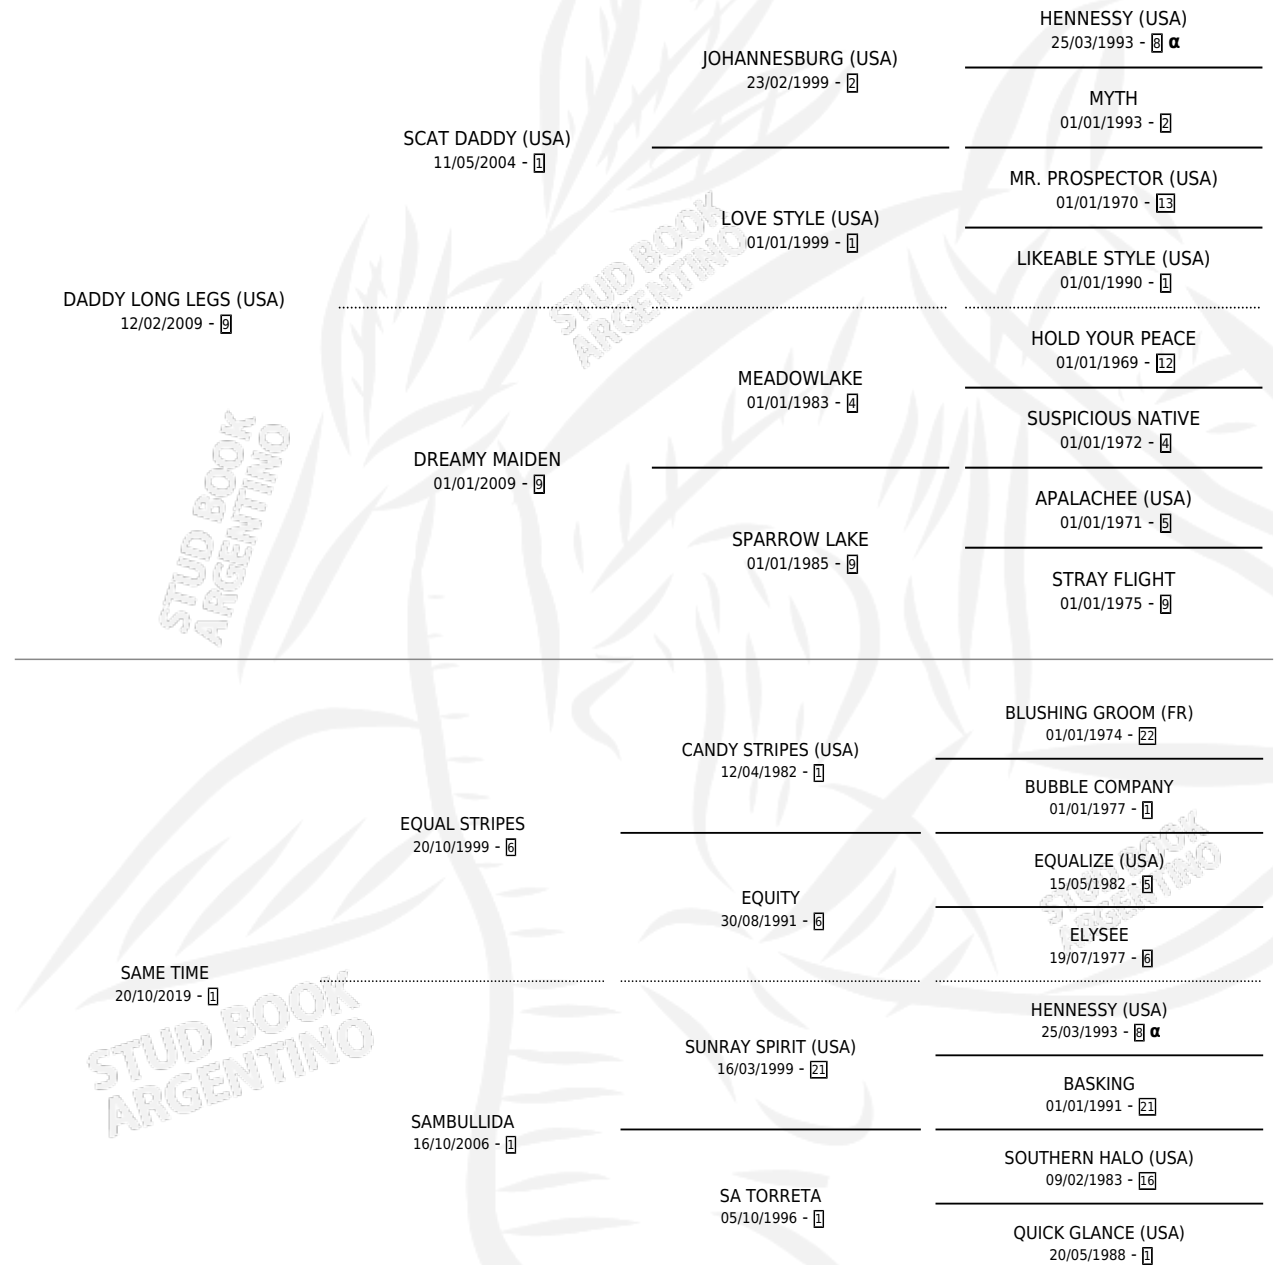 HENNESSY (USA)
25/03/1993 - 8 α
JOHANNESBURG (USA)
23/02/1999 - 2
MYTH
01/01/1993 - 2
SCAT DADDY (USA)
11/05/2004 - 1
MR. PROSPECTOR (USA)
01/01/1970 - 13
LOVE STYLE (USA)
01/01/1999 - 1
LIKEABLE STYLE (USA)
01/01/1990 - 1
DADDY LONG LEGS (USA)
12/02/2009 - 9
HOLD YOUR PEACE
01/01/1969 - 12
MEADOWLAKE
01/01/1983 - 4
SUSPICIOUS NATIVE
01/01/1972 - 4
DREAMY MAIDEN
01/01/2009 - 9
APALACHEE (USA)
01/01/1971 - 5
SPARROW LAKE
01/01/1985 - 9
STRAY FLIGHT
01/01/1975 - 9
BLUSHING GROOM (FR)
01/01/1974 - 22
CANDY STRIPES (USA)
12/04/1982 - 1
BUBBLE COMPANY
01/01/1977 - 1
EQUAL STRIPES
20/10/1999 - 6
EQUALIZE (USA)
15/05/1982 - 5
EQUITY
30/08/1991 - 6
ELYSEE
19/07/1977 - 6
SAME TIME
20/10/2019 - 1
HENNESSY (USA)
25/03/1993 - 8 α
SUNRAY SPIRIT (USA)
16/03/1999 - 21
BASKING
01/01/1991 - 21
SAMBULLIDA
16/10/2006 - 1
SOUTHERN HALO (USA)
09/02/1983 - 16
SA TORRETA
05/10/1996 - 1
QUICK GLANCE (USA)
20/05/1988 - 1
STUD BOOK
ARGENTINO
STUD BOOK
ARGENTINO
STUD BOOK
ARGENTINO
STUD BOOK
ARGENTINO